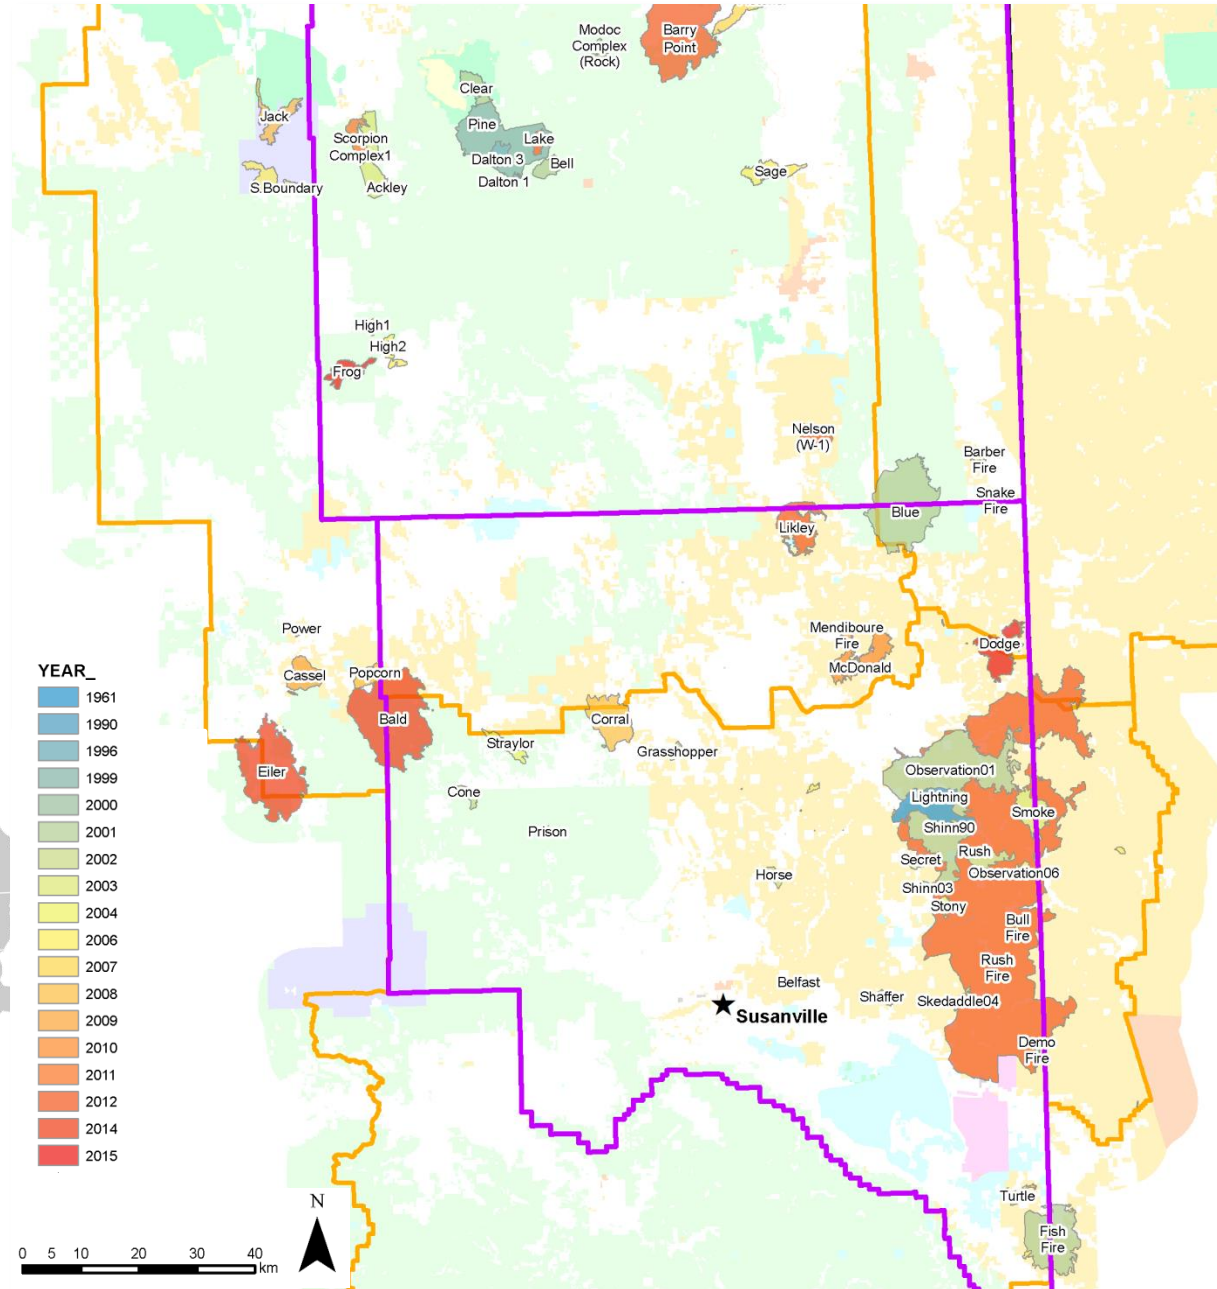 Modoc
Complex
(Rock)
Barry
Point
Clear
Jack
Pine
Scorpion
Complex1
Lake
Dalton 3
Bell
Dalton 1
Sage
S.Boundary
Ackley
High1
High2
Frog
Nelson
(W-1)
Barber
Fire
Snake
Fire
Blue
Likley
Power
Mendiboure
Fire
McDonald
Dodge
Cassel
Popcorn
Bald
Corral
Straylor
Grasshopper
Eiler
Observation01
Cone
Lightning
Smoke
Prison
Shinn90
Rush
Secret
Observation06
Horse
Shinn03
Stony
Bull
Fire
Rush
Fire
Belfast
Shaffer
Skedaddle04
Susanville
Demo
Fire
Turtle
Fish
Fire
YEAR_
1961
1990
1996
1999
2000
2001
2002
2003
2004
2006
2007
2008
2009
2010
2011
2012
2014
2015
N
0 5 10 20 30 40
km